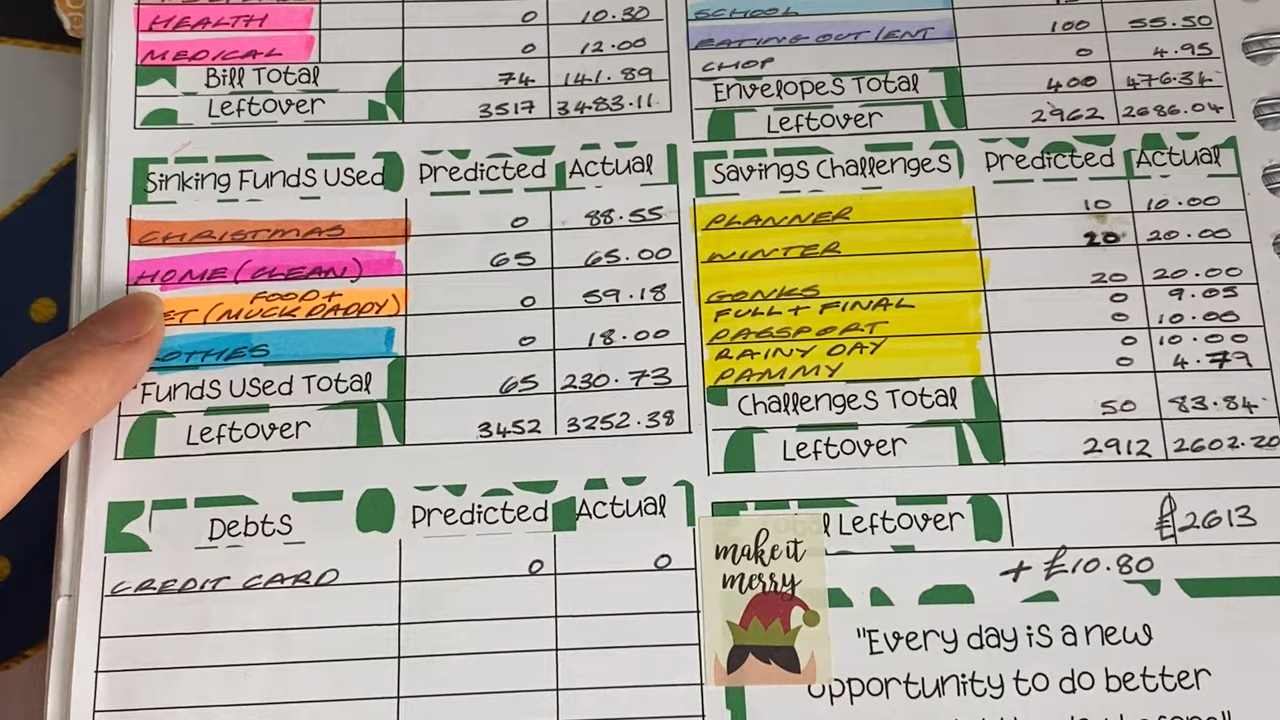 HEALTH 0 10.30
MEDICAL 0 12.00
Bill Total 74 141.89
Leftover 3517 3483.11
SCHOOL
EATING OUT/ENT 100 55.50
CHOP 0 4.95
Envelopes Total 400 476.34
Leftover 2962 2686.04
Sinking Funds Used Predicted Actual
CHRISTMAS 0 88.55
HOME (CLEAN) 65 65.00
FOOD +
ET (MUCK DADDY) 0 59.18
OTHES 0 18.00
Funds Used Total 65 230.73
Leftover 3452 3252.38
Savings Challenges Predicted Actual
PLANNER 10 10.00
WINTER 20 20.00
GONKS 20 20.00
FULL + FINAL 0 9.05
PASSPORT 0 10.00
RAINY DAY 0 10.00
PAMMY 0 4.79
Challenges Total 50 83.84
Leftover 2912 2602.20
Debts Predicted Actual
CREDIT CARD 0 0
l Leftover £2613
+ £10.80
make it
merry
"Every day is a new
opportunity to do better